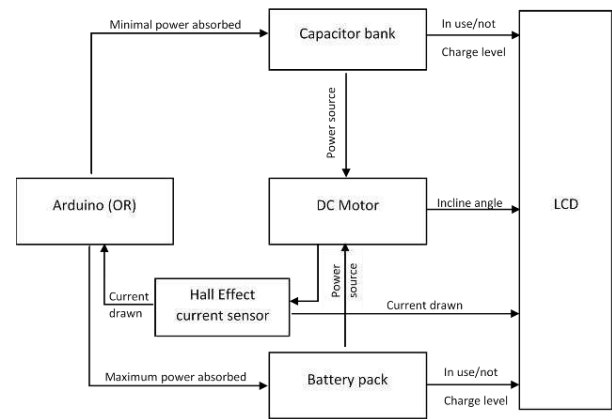 Minimal power absorbed
Capacitor bank
In use/not
Charge level
Power source
Arduino (OR)
DC Motor
Incline angle
LCD
Current
drawn
Hall Effect
current sensor
Power
source
Current drawn
Maximum power absorbed
Battery pack
In use/not
Charge level